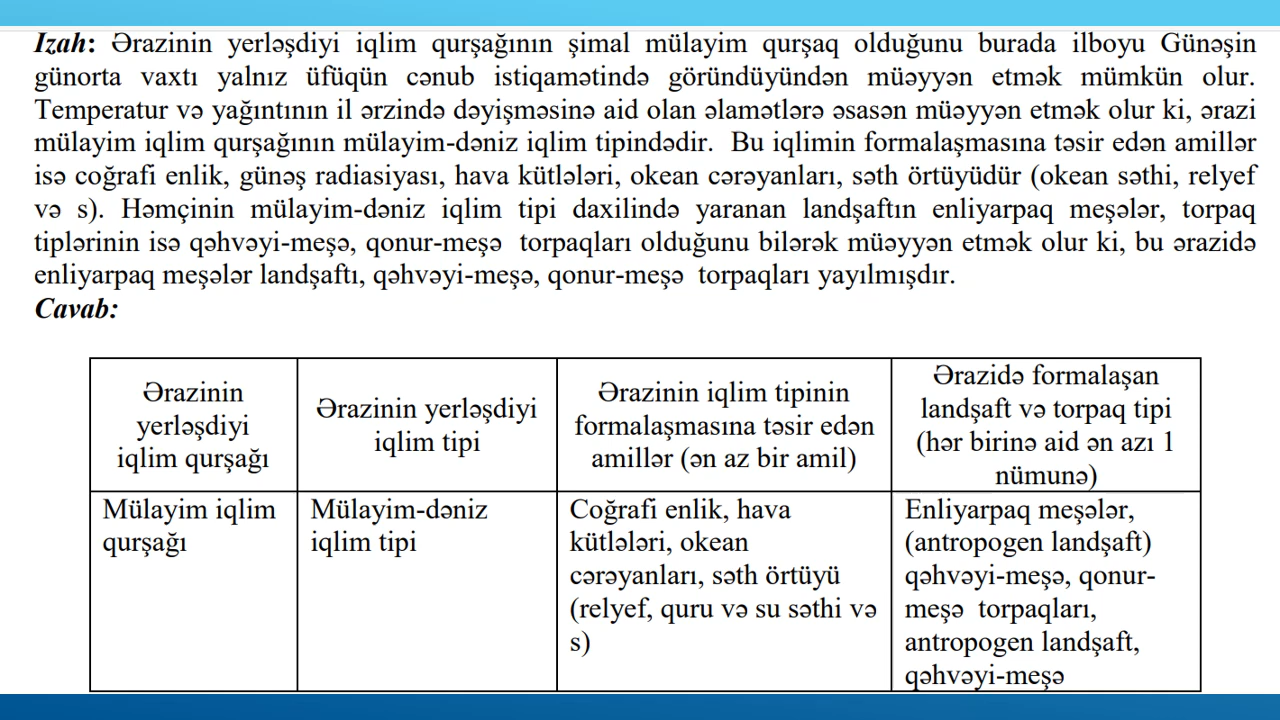 Izah: Ərazinin yerləşdiyi iqlim qurşağının şimal mülayim qurşaq olduğunu burada ilboyu Günəşin
günorta vaxtı yalnız üfüqün cənub istiqamətində göründüyündən müəyyən etmək mümkün olur.
Temperatur və yağıntının il ərzində dəyişməsinə aid olan əlamətlərə əsasən müəyyən etmək olur ki, ərazi
mülayim iqlim qurşağının mülayim-dəniz iqlim tipindədir. Bu iqlimin formalaşmasına təsir edən amillər
isə coğrafi enlik, günəş radiasiyası, hava kütlələri, okean cərəyanları, səth örtüyüdür (okean səthi, relyef
və s). Həmçinin mülayim-dəniz iqlim tipi daxilində yaranan landşaftın enliyarpaq meşələr, torpaq
tiplərinin isə qəhvəyi-meşə, qonur-meşə torpaqları olduğunu bilərək müəyyən etmək olur ki, bu ərazidə
enliyarpaq meşələr landşaftı, qəhvəyi-meşə, qonur-meşə torpaqları yayılmışdır.
Cavab:
Ərazinin
yerləşdiyi
iqlim qurşağı
Ərazinin yerləşdiyi
iqlim tipi
Ərazinin iqlim tipinin
formalaşmasına təsir edən
amillər (ən az bir amil)
Ərazidə formalaşan
landşaft və torpaq tipi
(hər birinə aid ən azı 1
nümunə)
Mülayim iqlim
qurşağı
Mülayim-dəniz
iqlim tipi
Coğrafi enlik, hava
kütlələri, okean
cərəyanları, səth örtüyü
(relyef, quru və su səthi və
s)
Enliyarpaq meşələr,
(antropogen landşaft)
qəhvəyi-meşə, qonur-
meşə torpaqları,
antropogen landşaft,
qəhvəyi-meşə